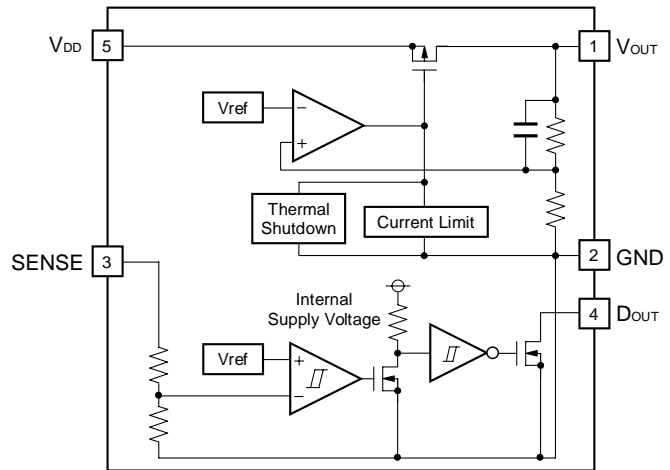 VDD
5
1
VOUT
Vref
−
+
Thermal
Shutdown
Current Limit
SENSE
3
2
GND
Internal
Supply Voltage
4
DOUT
Vref
+
−